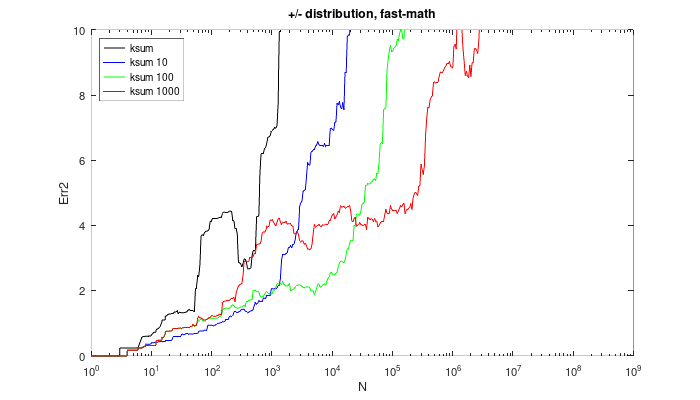 +/- distribution, fast-math
10
8
6
4
2
0
Err2
ksum
ksum 10
ksum 100
ksum 1000
10^0
10^1
10^2
10^3
10^4
10^5
10^6
10^7
10^8
10^9
N